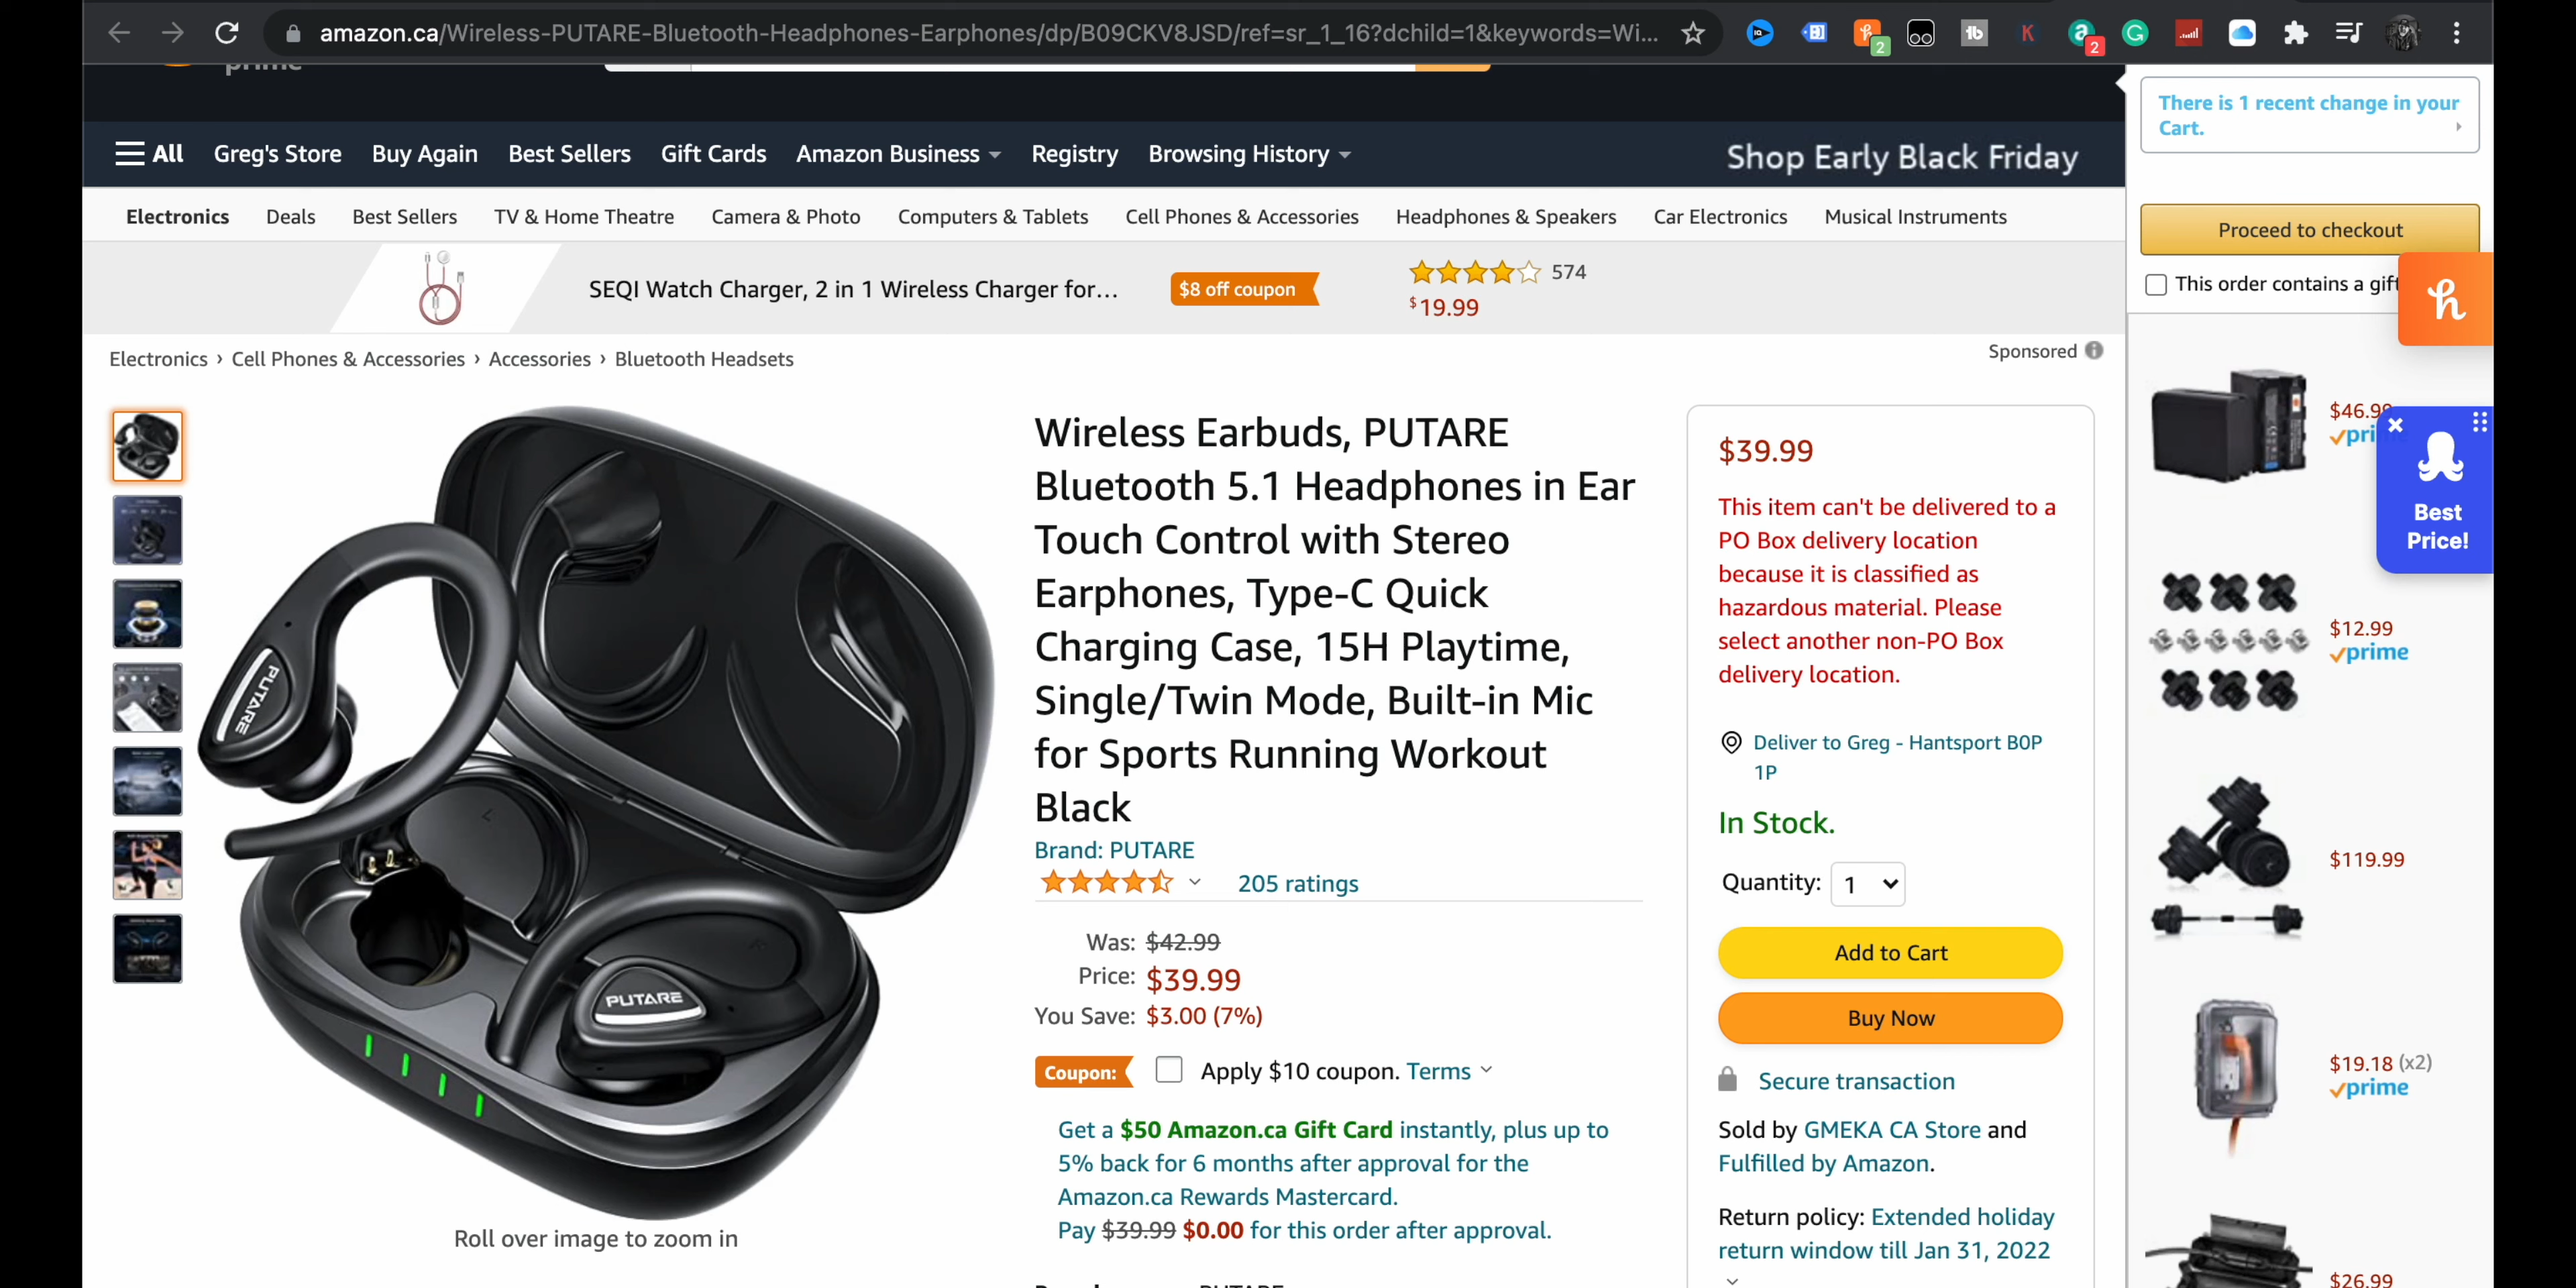 amazon.ca/Wireless-PUTARE-Bluetooth-Headphones-Earphones/dp/B09CKV8JSD/ref=sr_1_16?dchild=1&keywords=Wi...
2
2
prime
All Greg's Store Buy Again Best Sellers Gift Cards Amazon Business Registry Browsing History Shop Early Black Friday
Electronics Deals Best Sellers TV & Home Theatre Camera & Photo Computers & Tablets Cell Phones & Accessories Headphones & Speakers Car Electronics Musical Instruments
SEQI Watch Charger, 2 in 1 Wireless Charger for... $8 off coupon 574
$19.99
Sponsored
Electronics › Cell Phones & Accessories › Accessories › Bluetooth Headsets
PUTARE
PUTARE
Roll over image to zoom in
Wireless Earbuds, PUTARE
Bluetooth 5.1 Headphones in Ear
Touch Control with Stereo
Earphones, Type-C Quick
Charging Case, 15H Playtime,
Single/Twin Mode, Built-in Mic
for Sports Running Workout
Black
Brand: PUTARE
205 ratings
Was: $42.99
Price: $39.99
You Save: $3.00 (7%)
Coupon: Apply $10 coupon. Terms
Get a $50 Amazon.ca Gift Card instantly, plus up to
5% back for 6 months after approval for the
Amazon.ca Rewards Mastercard.
Pay $39.99 $0.00 for this order after approval.
$39.99
This item can't be delivered to a
PO Box delivery location
because it is classified as
hazardous material. Please
select another non-PO Box
delivery location.
Deliver to Greg - Hantsport B0P
1P
In Stock.
Quantity: 1
Add to Cart
Buy Now
Secure transaction
Sold by GMEKA CA Store and
Fulfilled by Amazon.
Return policy: Extended holiday
return window till Jan 31, 2022
There is 1 recent change in your
Cart.
Proceed to checkout
This order contains a gift
h
$46.99
Best
Price!
$12.99
prime
$119.99
$19.18 (x2)
prime
$26.99